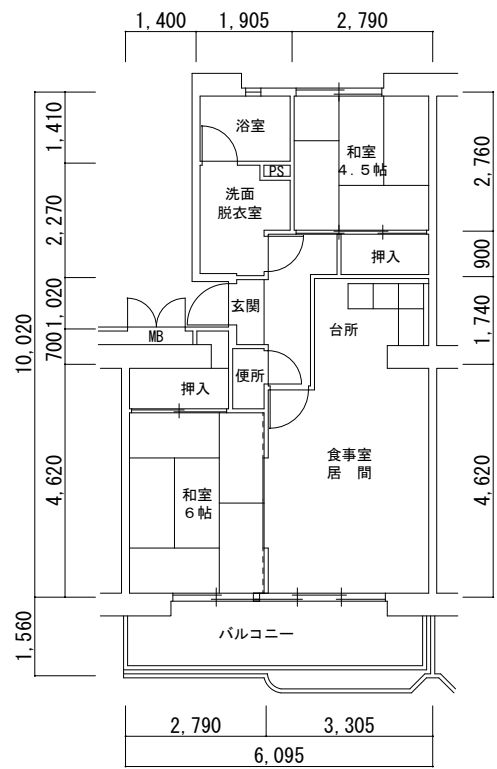 1,400
1,905
2,790
1,410
2,270
1,020
700
10,020
4,620
1,560
2,760
900
1,740
4,620
浴室
和室
4.5帖
PS
洗面
脱衣室
押入
玄関
台所
MB
便所
押入
食事室
居 間
和室
6帖
バルコニー
2,790
3,305
6,095